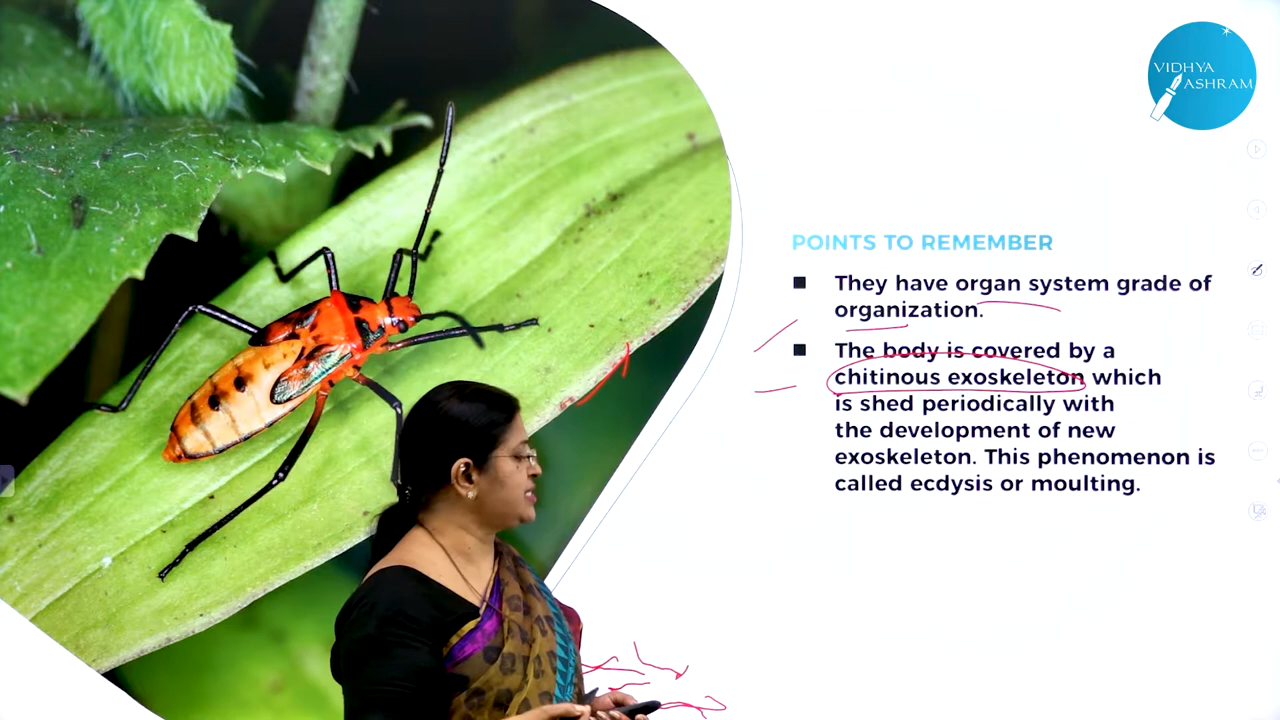 VIDHYA
ASHRAM
POINTS TO REMEMBER
They have organ system grade of
organization.
The body is covered by a
chitinous exoskeleton which
is shed periodically with
the development of new
exoskeleton. This phenomenon is
called ecdysis or moulting.